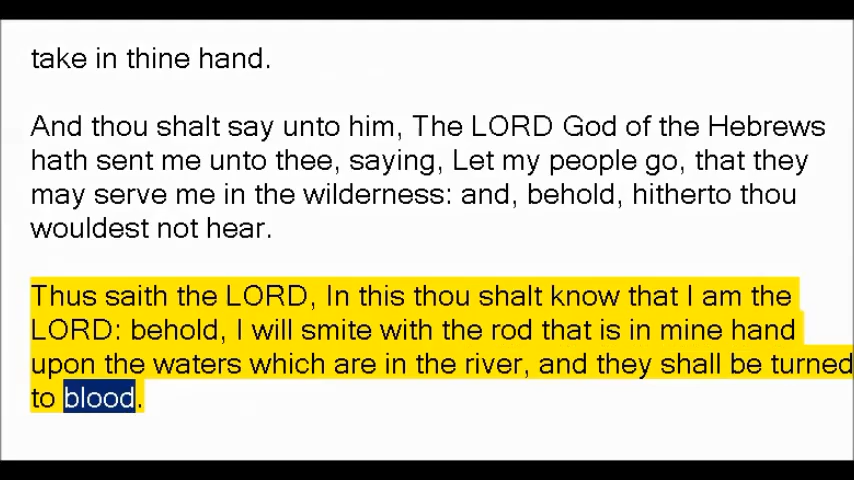 take in thine hand.
And thou shalt say unto him, The LORD God of the Hebrews
hath sent me unto thee, saying, Let my people go, that they
may serve me in the wilderness: and, behold, hitherto thou
wouldest not hear.
Thus saith the LORD, In this thou shalt know that I am the
LORD: behold, I will smite with the rod that is in mine hand
upon the waters which are in the river, and they shall be turned
to blood.